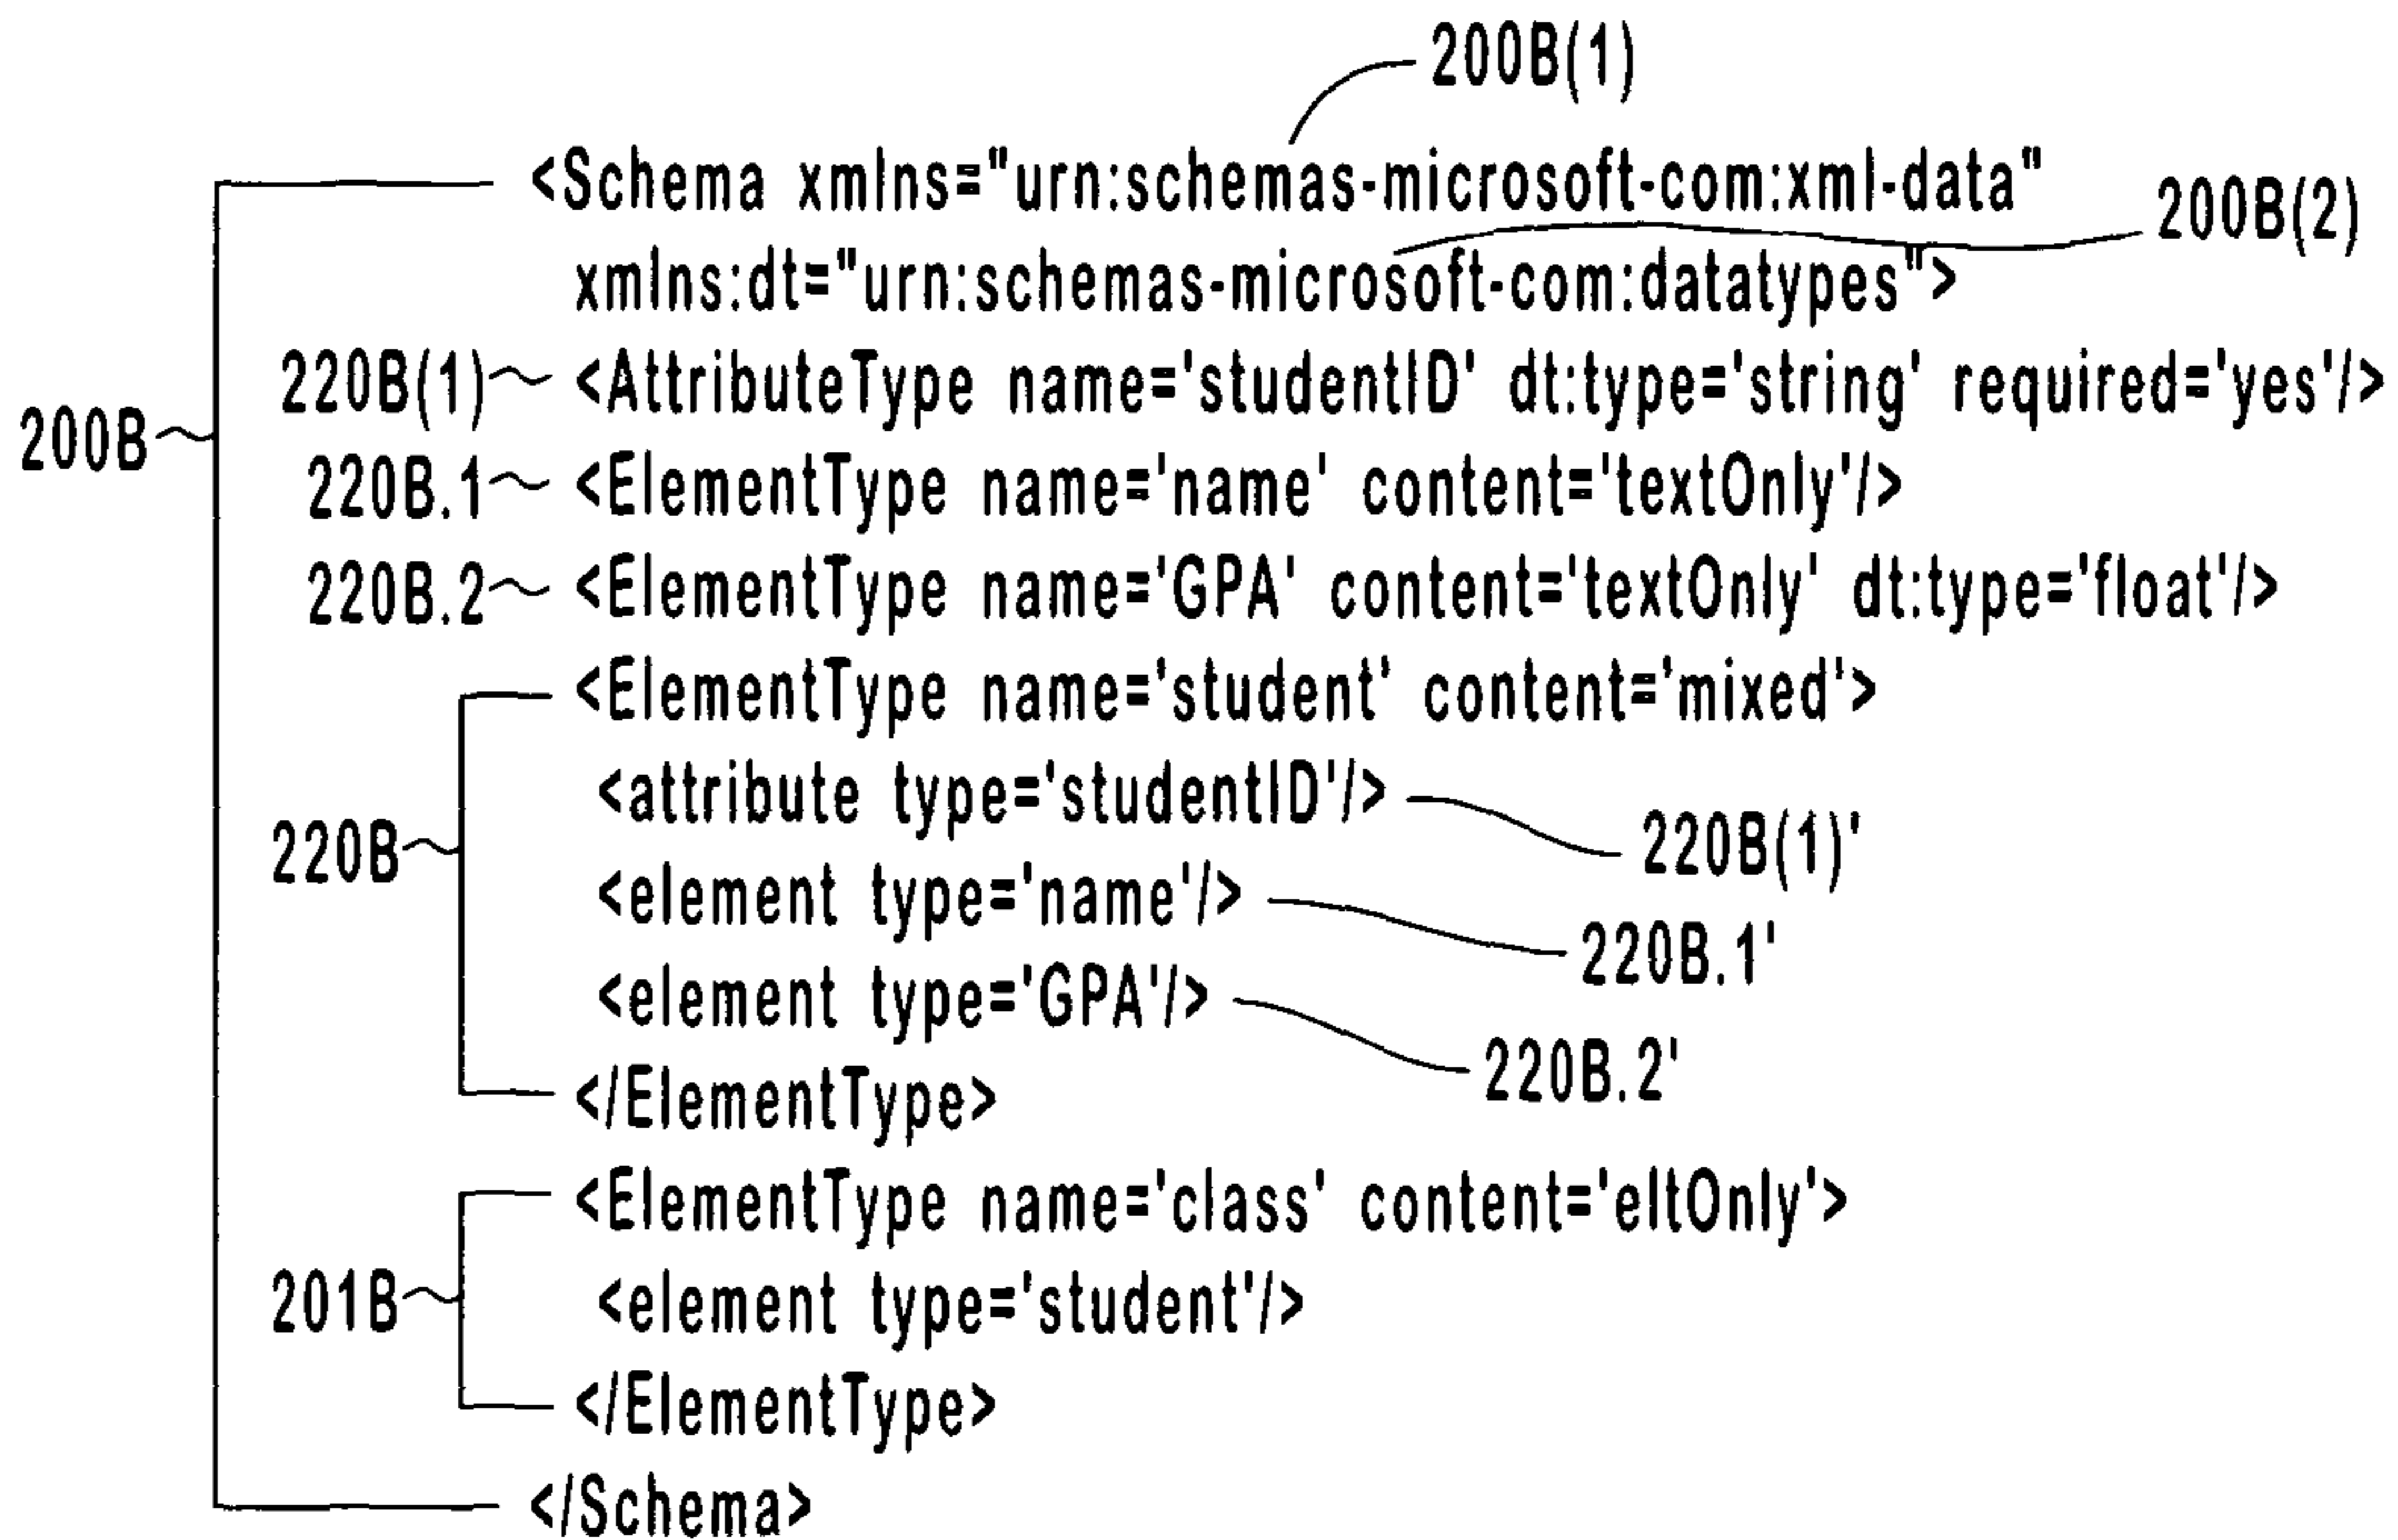 200B(1)
<Schema xmlns="urn:schemas-microsoft-com:xml-data"
200B(2)
xmlns:dt="urn:schemas-microsoft-com:datatypes">
220B(1) <AttributeType name='studentID' dt:type='string' required='yes'/>
200B
220B.1 <ElementType name='name' content='textOnly'/>
220B.2 <ElementType name='GPA' content='textOnly' dt:type='float'/>
<ElementType name='student' content='mixed'>
<attribute type='studentID'/>
220B
220B(1)'
<element type='name'/>
220B.1'
<element type='GPA'/>
220B.2'
</ElementType>
<ElementType name='class' content='eltOnly'>
201B
<element type='student'/>
</ElementType>
</Schema>